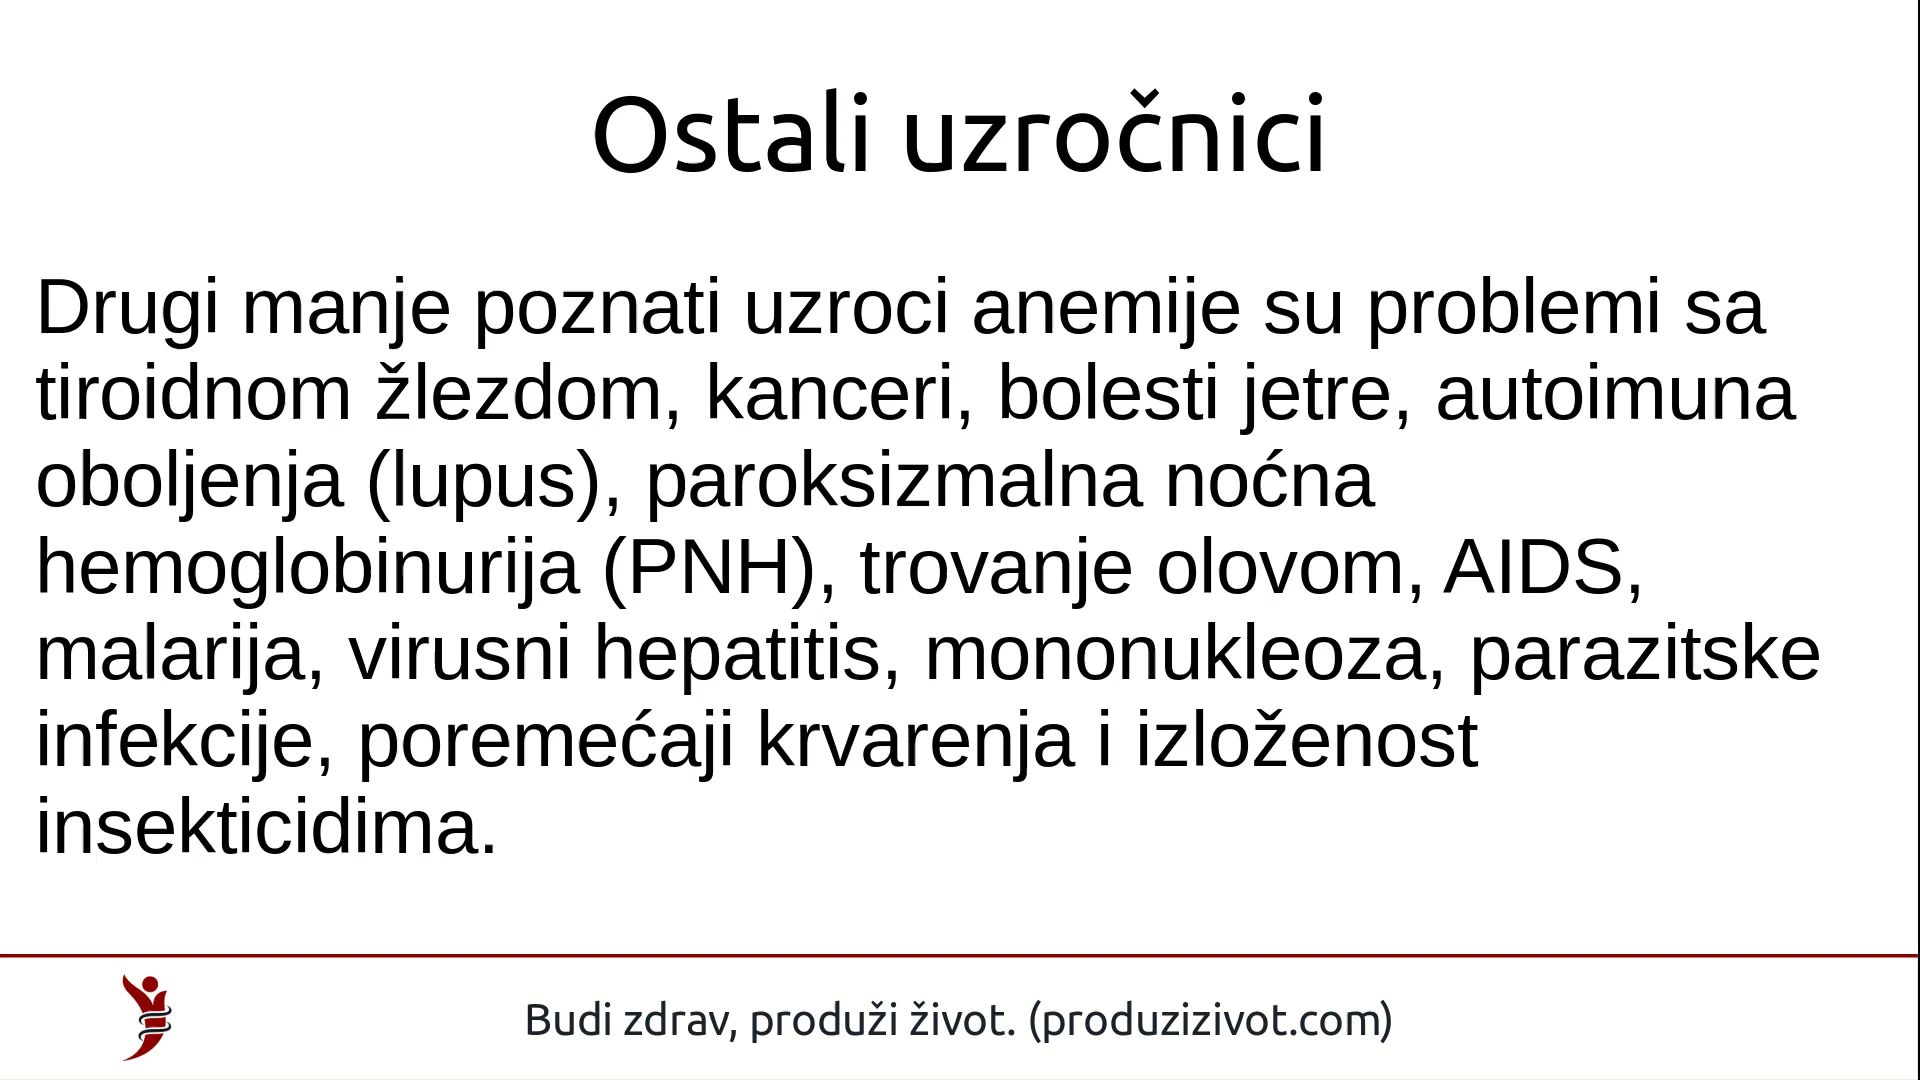 Ostali uzročnici
Drugi manje poznati uzroci anemije su problemi sa
tiroidnom žlezdom, kanceri, bolesti jetre, autoimuna
oboljenja (lupus), paroksizmalna noćna
hemoglobinurija (PNH), trovanje olovom, AIDS,
malarija, virusni hepatitis, mononukleoza, parazitske
infekcije, poremećaji krvarenja i izloženost
insekticidima.
Budi zdrav, produži život. (produzizivot.com)